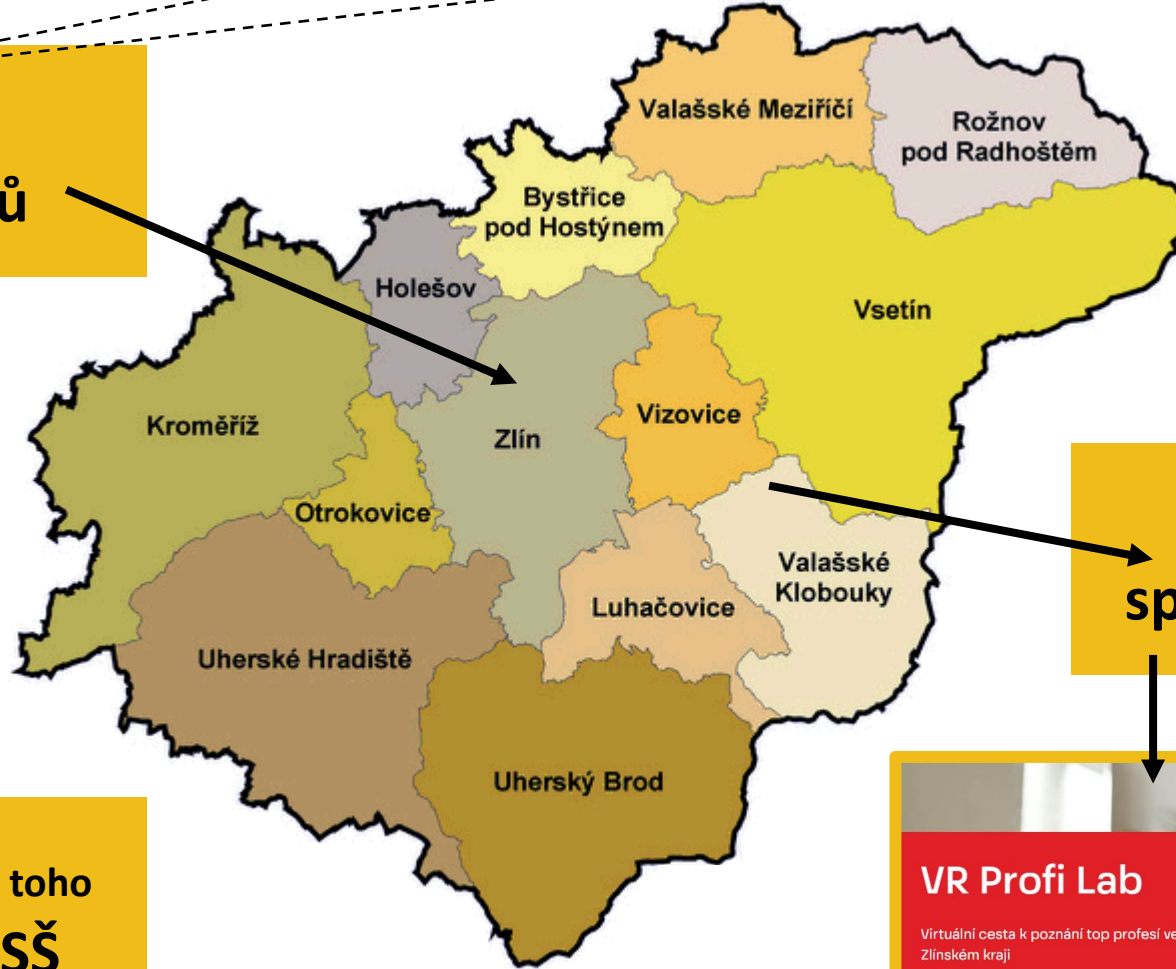 Valašské Meziříčí
Rožnov
pod Radhoštěm
Bystřice
pod Hostýnem
ů
Holešov
Vsetín
Kroměříž
Zlín
Vizovice
Otrokovice
Valašské
Klobouky
Luhačovice
sp
Uherské Hradiště
Uherský Brod
toho
SŠ
VR Profi Lab
Virtuální cesta k poznání top profesí ve
Zlínském kraji